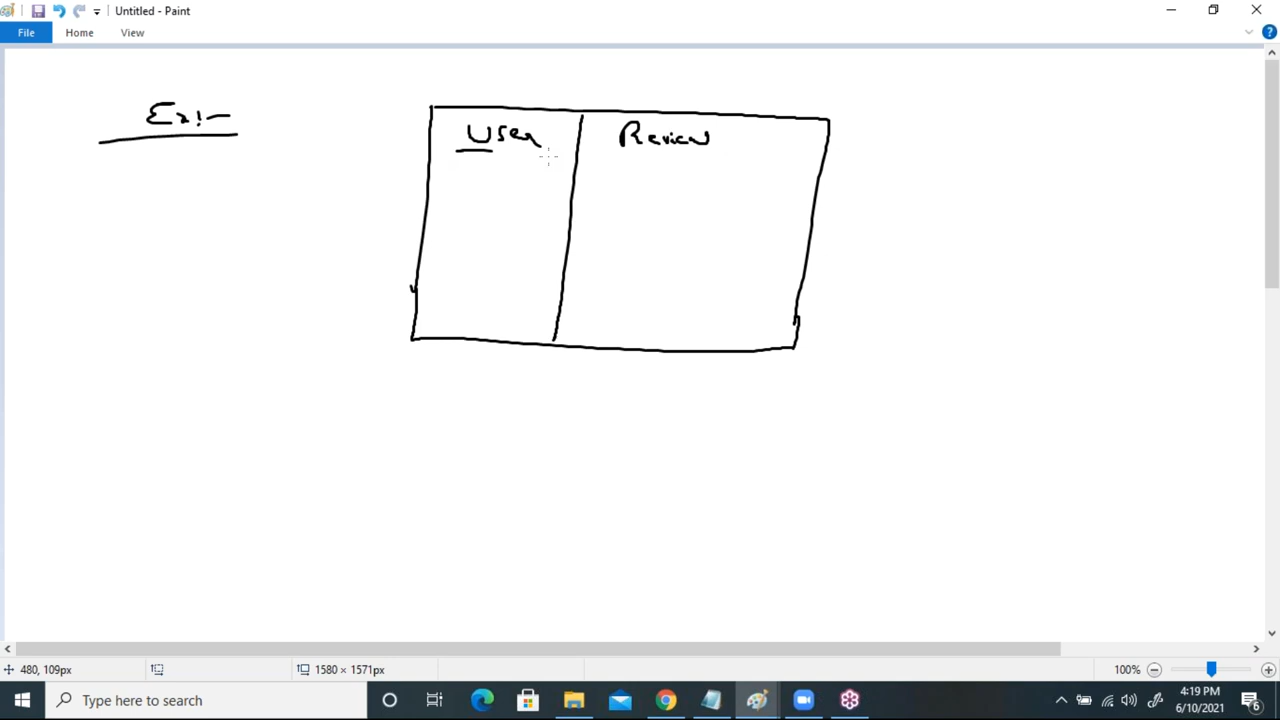 Untitled - Paint
File Home View
Ex:-
User Review
480, 109px 1580 × 1571px 100%
Type here to search
4:19 PM
6/10/2021
6